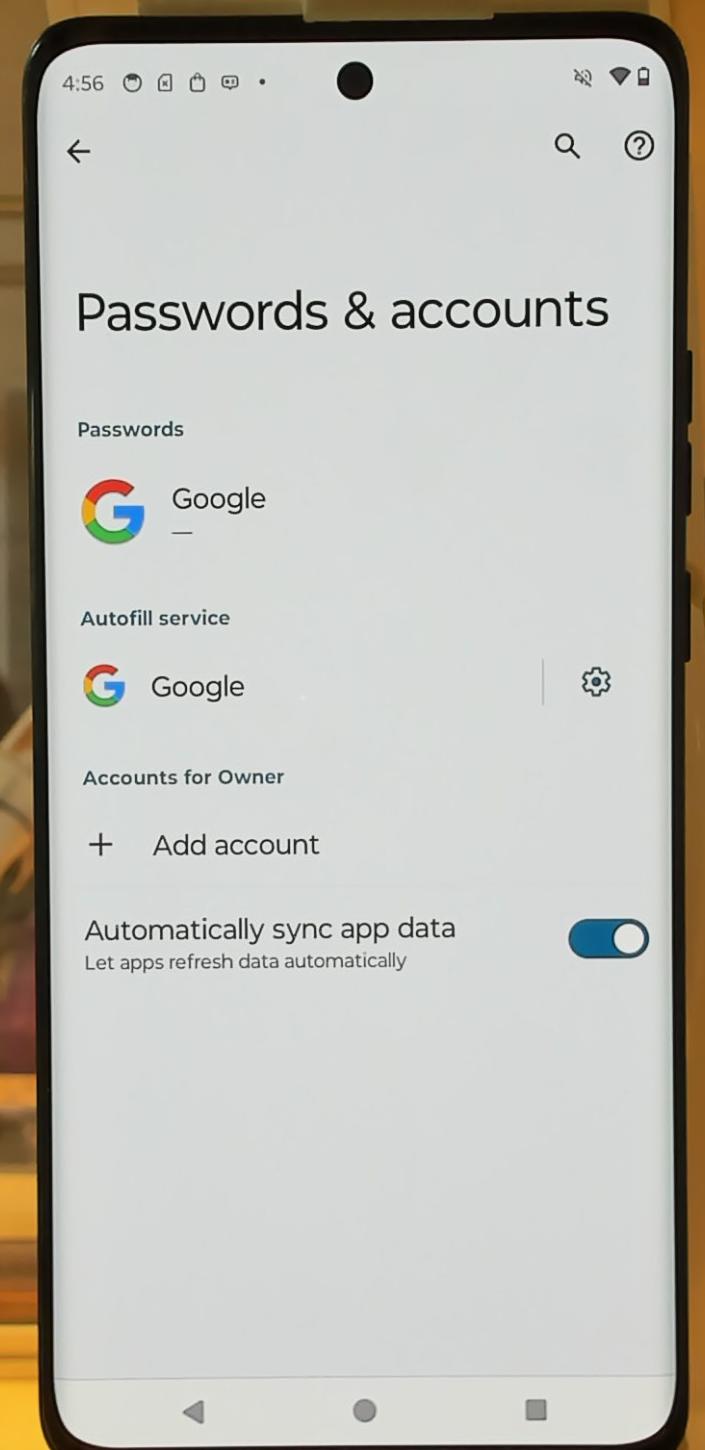 4:56
Passwords & accounts
Passwords
Google
—
Autofill service
Google
Accounts for Owner
+ Add account
Automatically sync app data
Let apps refresh data automatically